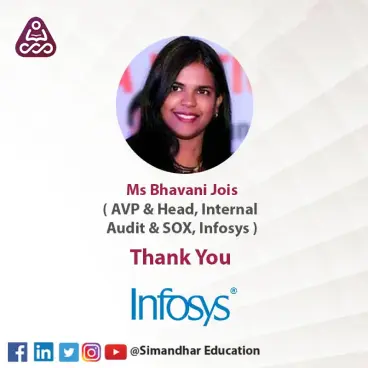 Ms Bhavani Jois
( AVP & Head, Internal
Audit & SOX, Infosys )
Thank You
Infosys®
@Simandhar Education